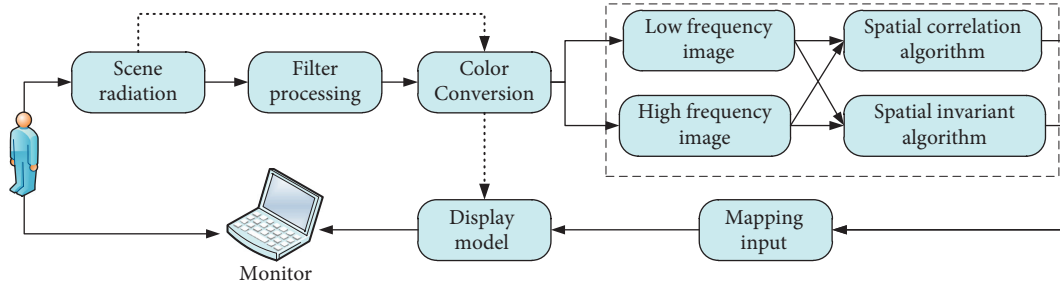 Scene
radiation
Filter
processing
Color
Conversion
Low frequency
image
High frequency
image
Spatial correlation
algorithm
Spatial invariant
algorithm
Monitor
Display
model
Mapping
input